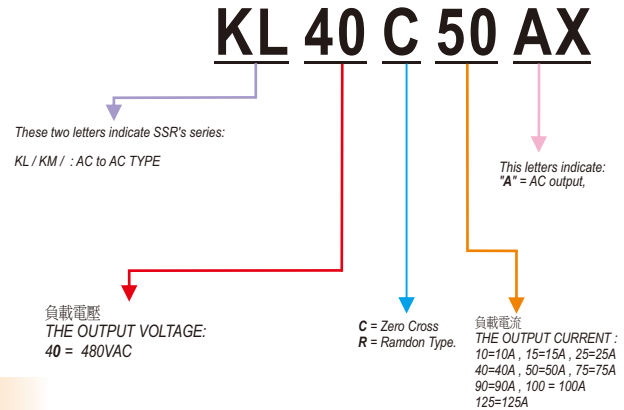 KL 40 C 50 AX
These two letters indicate SSR's series:
KL / KM / : AC to AC TYPE
This letters indicate:
"A" = AC output,
負載電壓
THE OUTPUT VOLTAGE:
40 = 480VAC
C = Zero Cross
R = Ramdon Type.
負載電流
THE OUTPUT CURRENT :
10=10A , 15=15A , 25=25A
40=40A , 50=50A , 75=75A
90=90A , 100 = 100A
125=125A